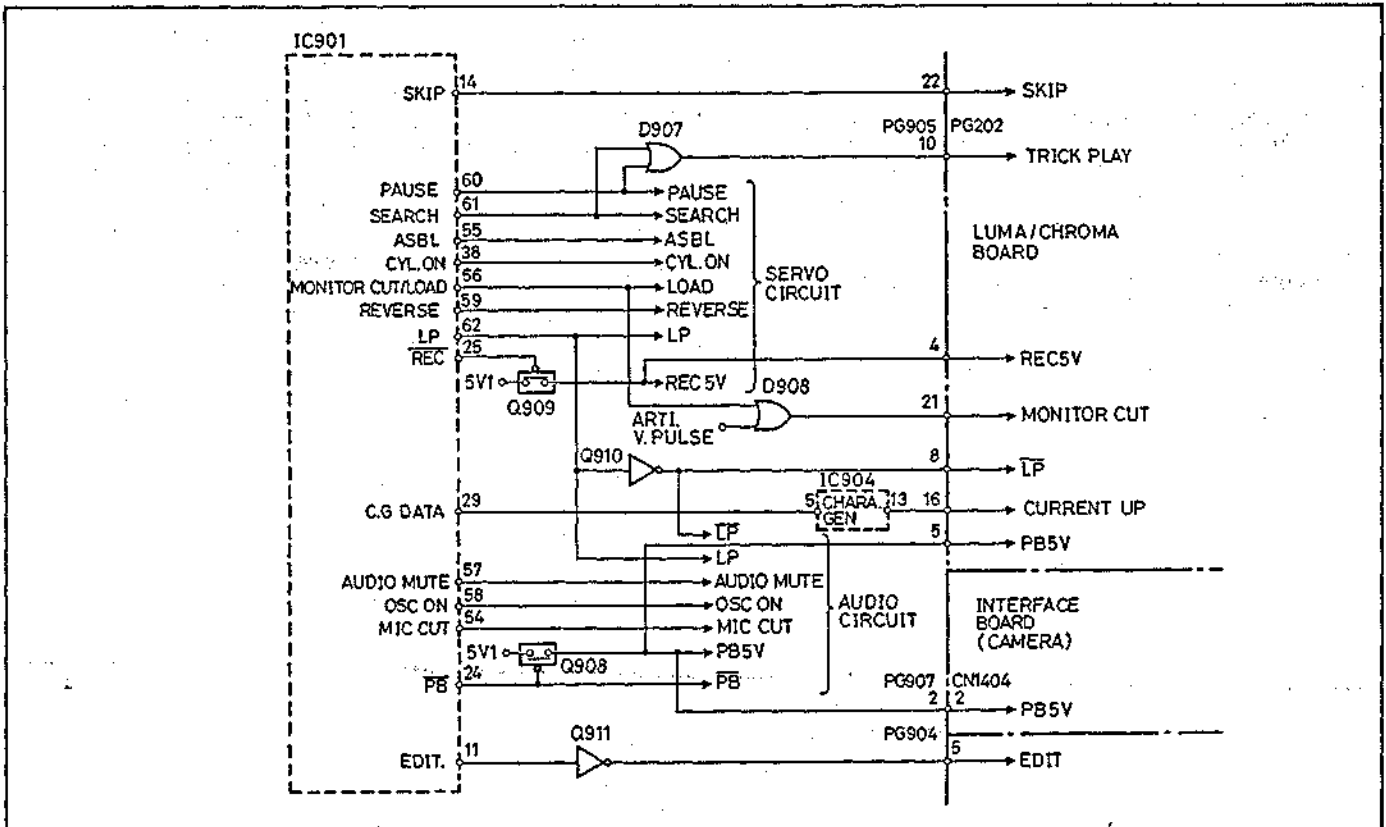 IC901
SKIP 14 22 SKIP
D907 PG905 PG202
10 TRICK PLAY
PAUSE 60 PAUSE
SEARCH 61 SEARCH
ASBL 55 ASBL
LUMA/CHROMA
BOARD
CYL.ON 38 CYL.ON
SERVO
CIRCUIT
MONITOR CUT/LOAD 56 LOAD
REVERSE 59 REVERSE
LP 62 LP
REC 25 4 REC5V
5V1 Q909 REC5V D908
21 MONITOR CUT
ARTI.
V.PULSE
Q910 8 LP
IC904
C.G DATA 29 5 CHARA.
GEN 13 16 CURRENT UP
LP
5 PB5V
LP
AUDIO MUTE 57 AUDIO MUTE
OSC ON 58 OSC ON
AUDIO
CIRCUIT
INTERFACE
BOARD
(CAMERA)
MIC CUT 54 MIC CUT
5V1 Q908 PB5V
PB 24 PB
PG907 CN1404
2 2 PB5V
Q911 PG904
EDIT. 11 5 EDIT